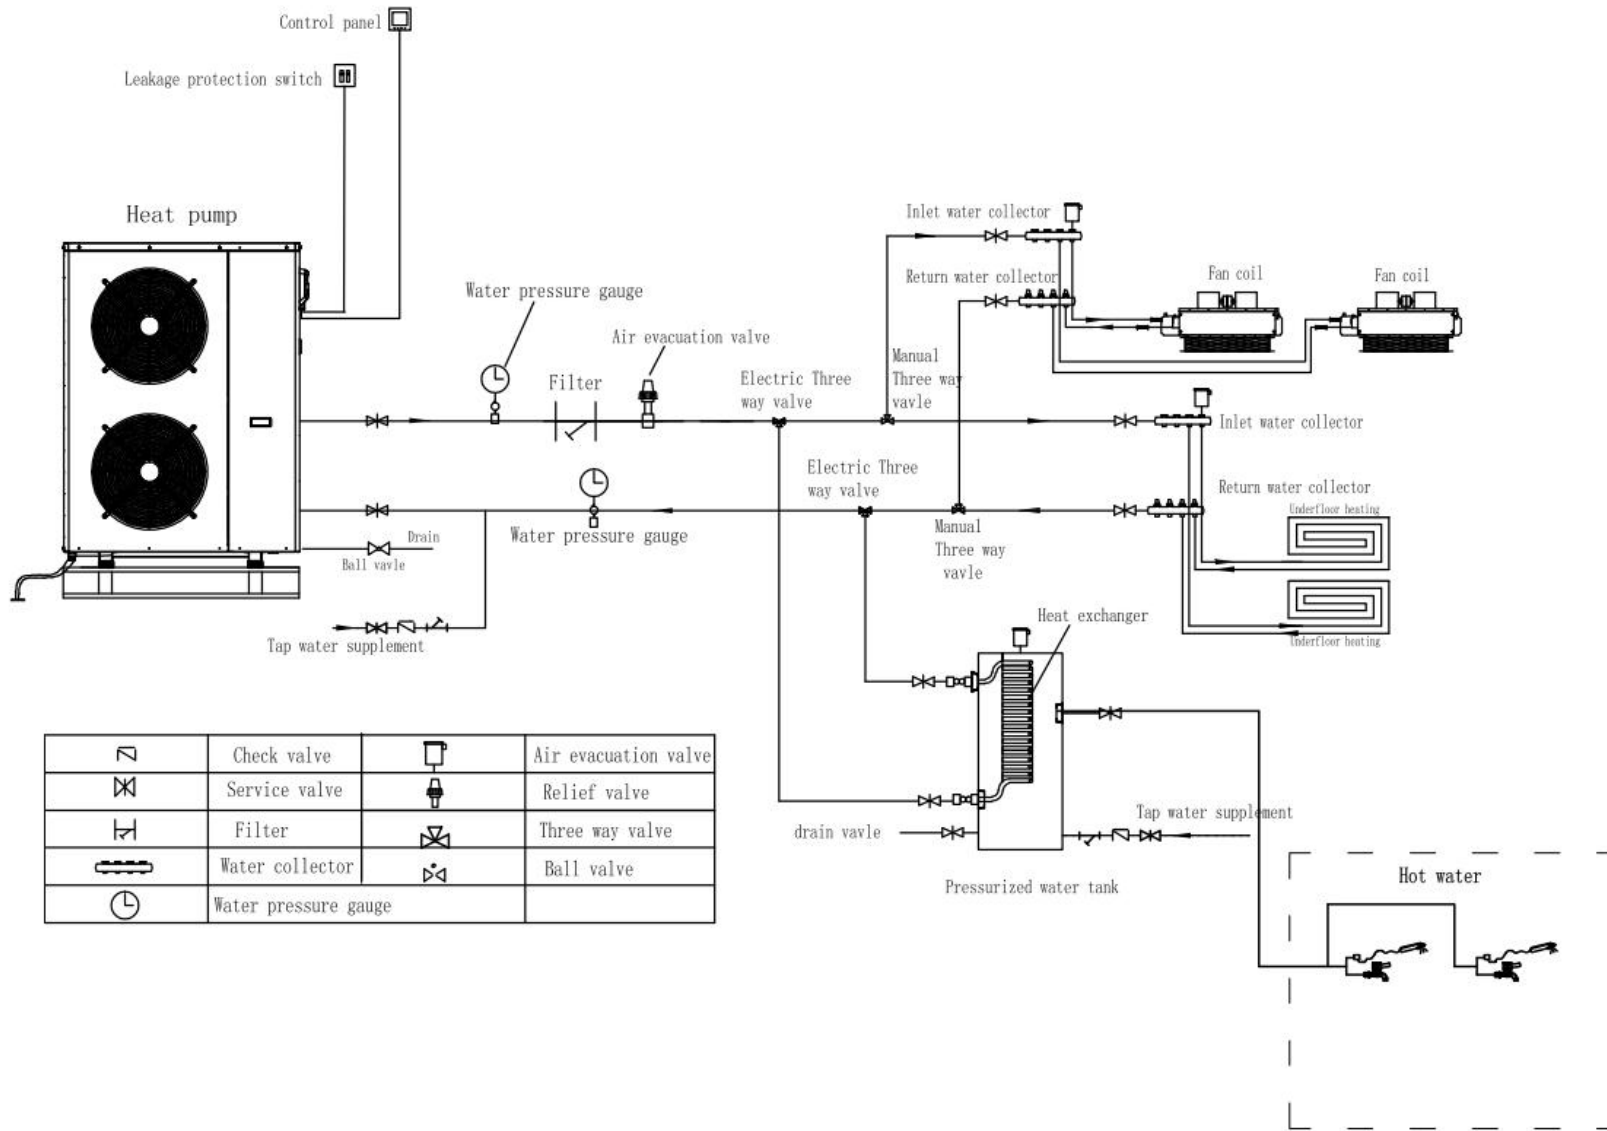 Control panel
Leakage protection switch
Heat pump
Inlet water collector
Return water collector
Fan coil
Fan coil
Water pressure gauge
Air evacuation valve
Filter
Electric Three
way valve
Manual
Three way
vavle
Inlet water collector
Electric Three
way valve
Return water collector
Underfloor heating
Water pressure gauge
Manual
Three way
vavle
Drain
Ball vavle
Tap water supplement
Heat exchanger
Underfloor heating
drain vavle
Tap water supplement
Pressurized water tank
Hot water
Check valve
Air evacuation valve
Service valve
Relief valve
Filter
Three way valve
Water collector
Ball valve
Water pressure gauge